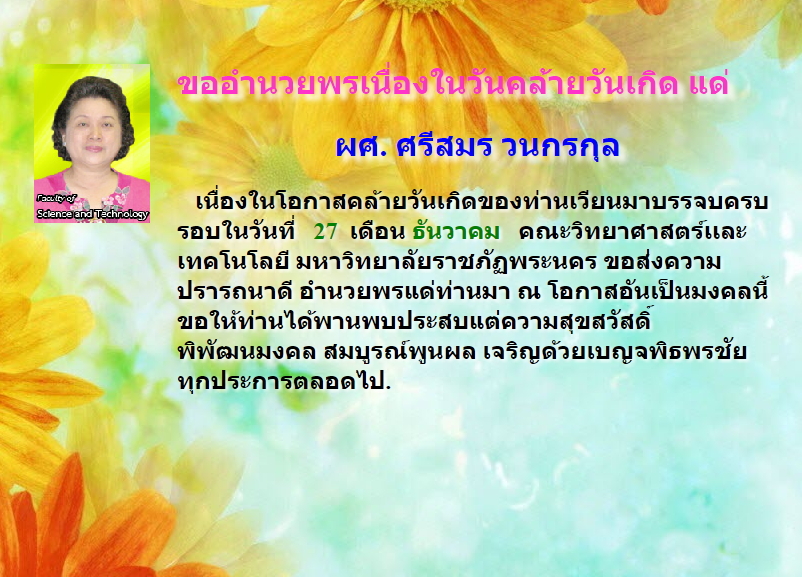 ขออำนวยพรเนื่องในวันคล้ายวันเกิด แด่
ผศ. ศรีสมร วนกรกุล
Faculty of
Science and Technology
เนื่องในโอกาสคล้ายวันเกิดของท่านเวียนมาบรรจบครบ
รอบในวันที่ 27 เดือน ธันวาคม คณะวิทยาศาสตร์และ
เทคโนโลยี มหาวิทยาลัยราชภัฏพระนคร ขอส่งความ
ปรารถนาดี อำนวยพรแด่ท่านมา ณ โอกาสอันเป็นมงคลนี้
ขอให้ท่านได้พานพบประสบแต่ความสุขสวัสดิ์
พิพัฒนมงคล สมบูรณ์พูนผล เจริญด้วยเบญจพิธพรชัย
ทุกประการตลอดไป.